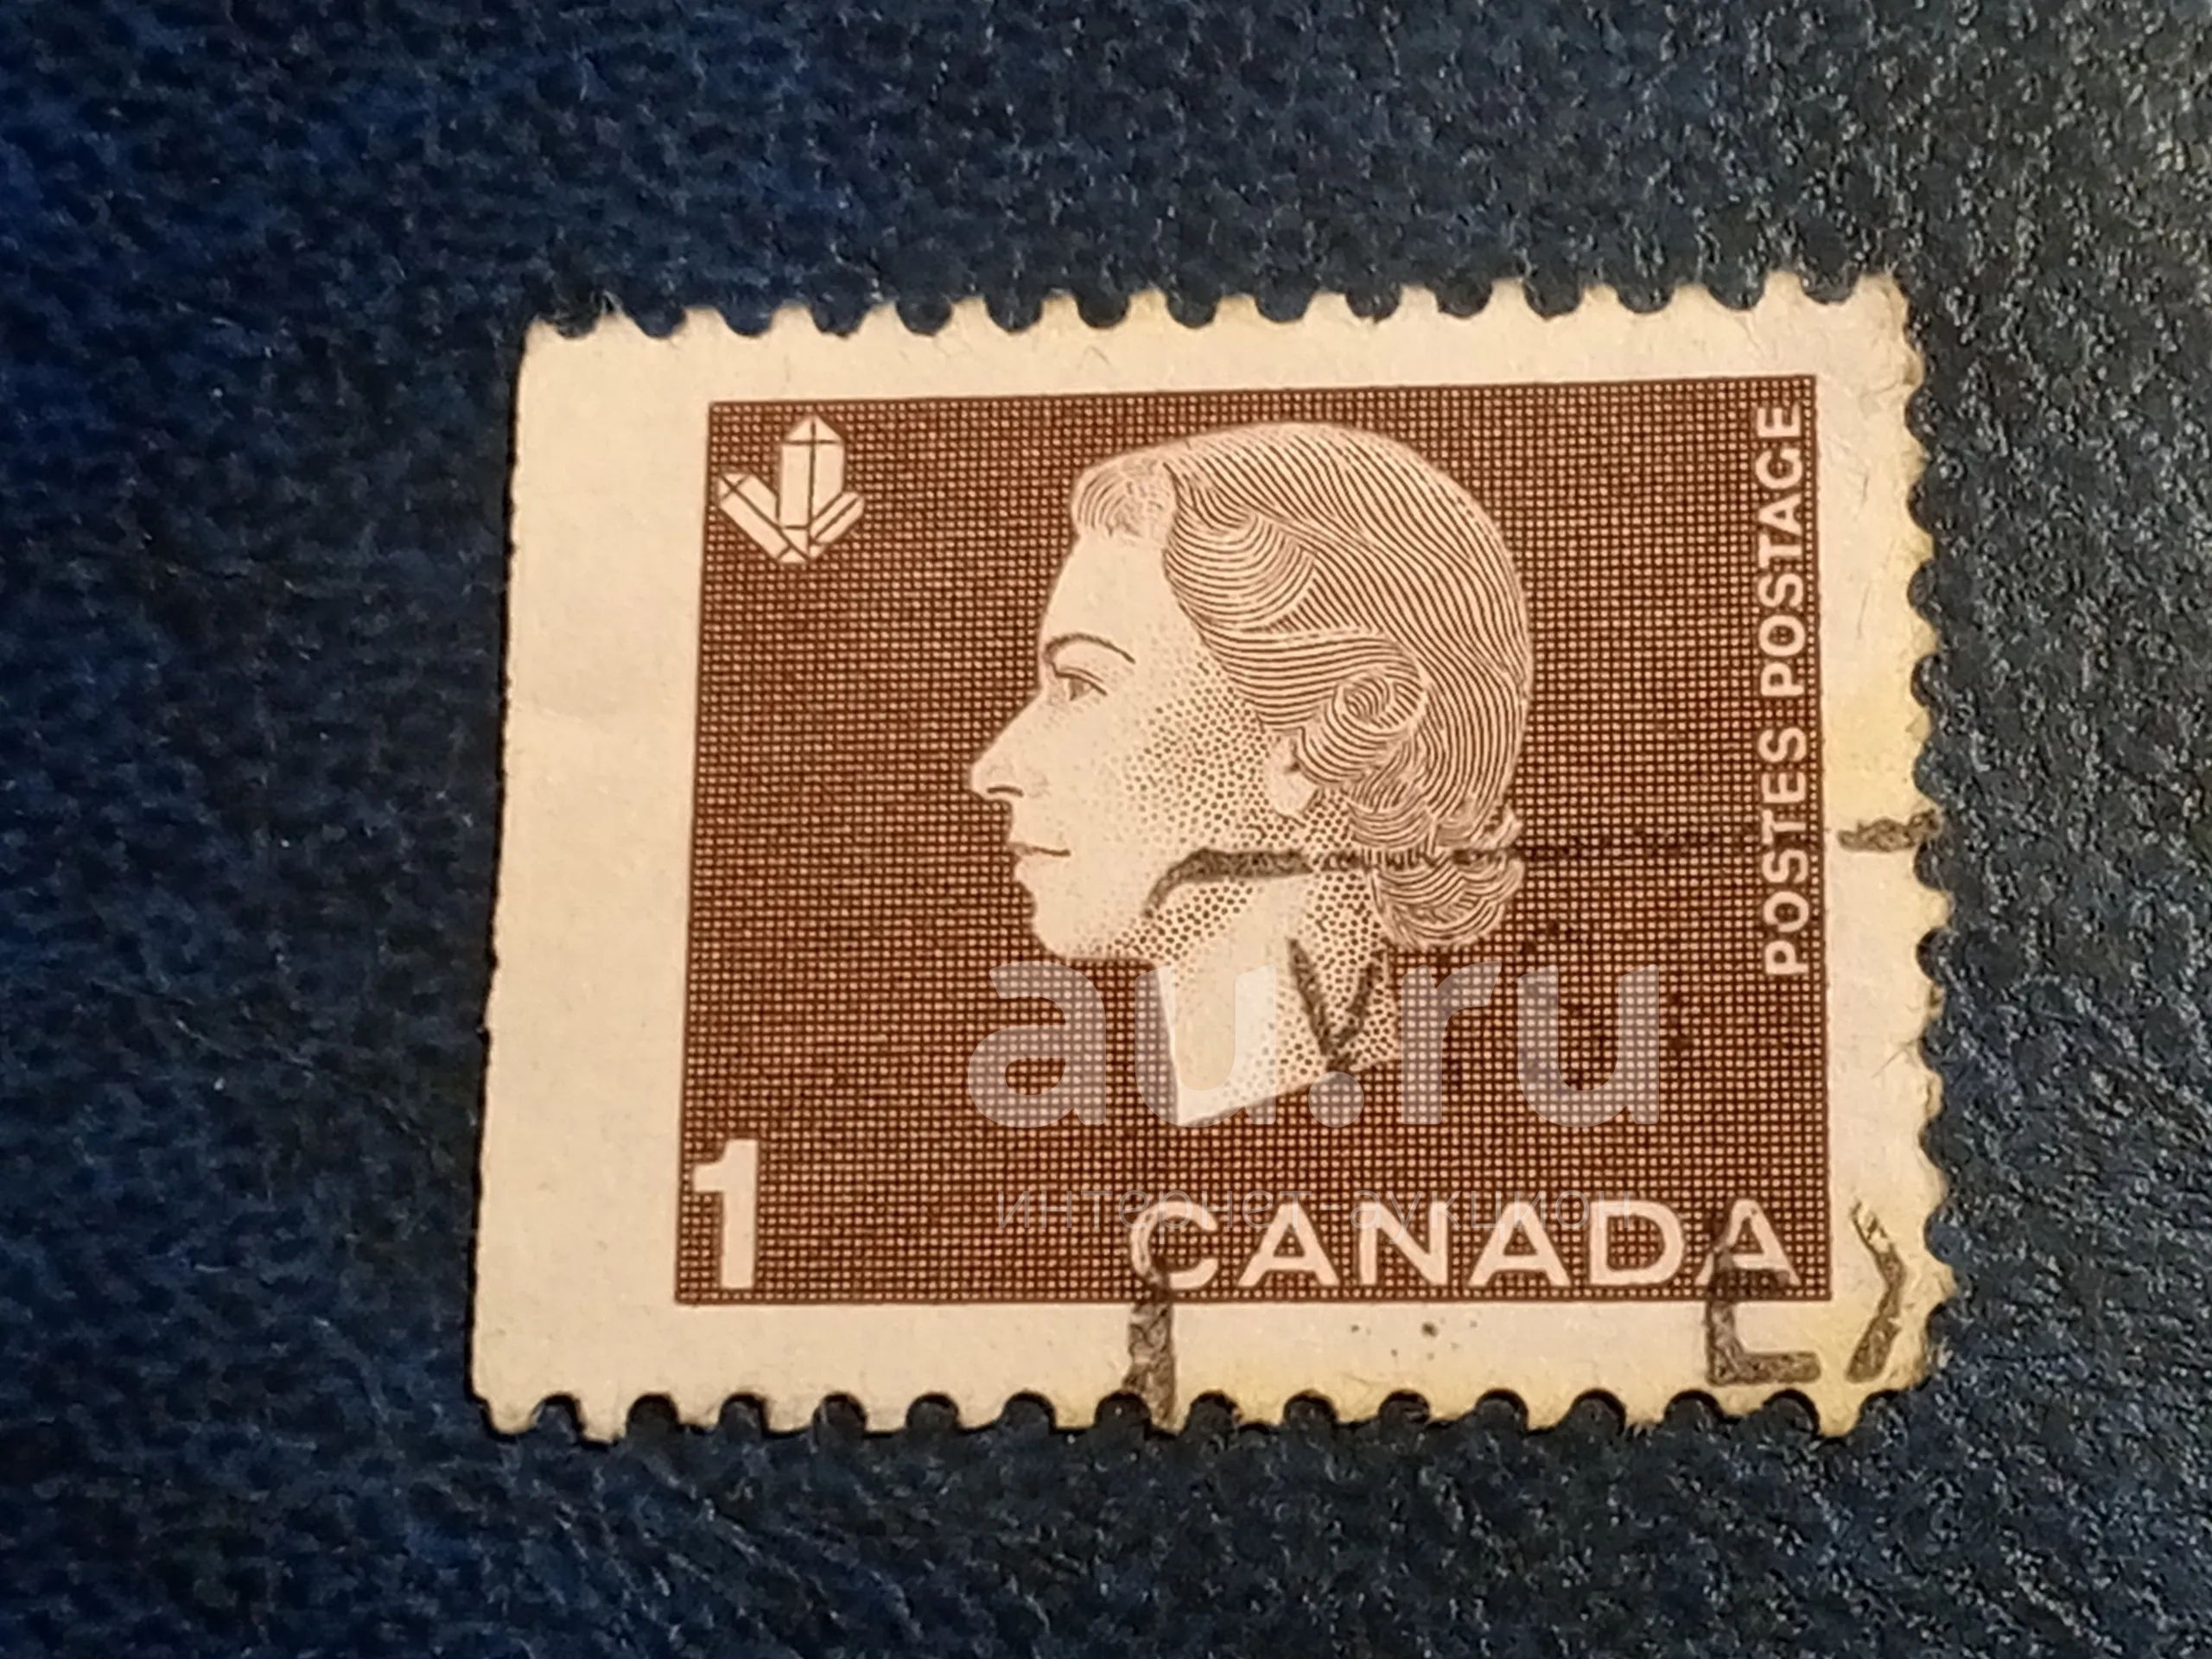 POSTES POSTAGE
au.ru
интернет-аукцион
1
CANADA